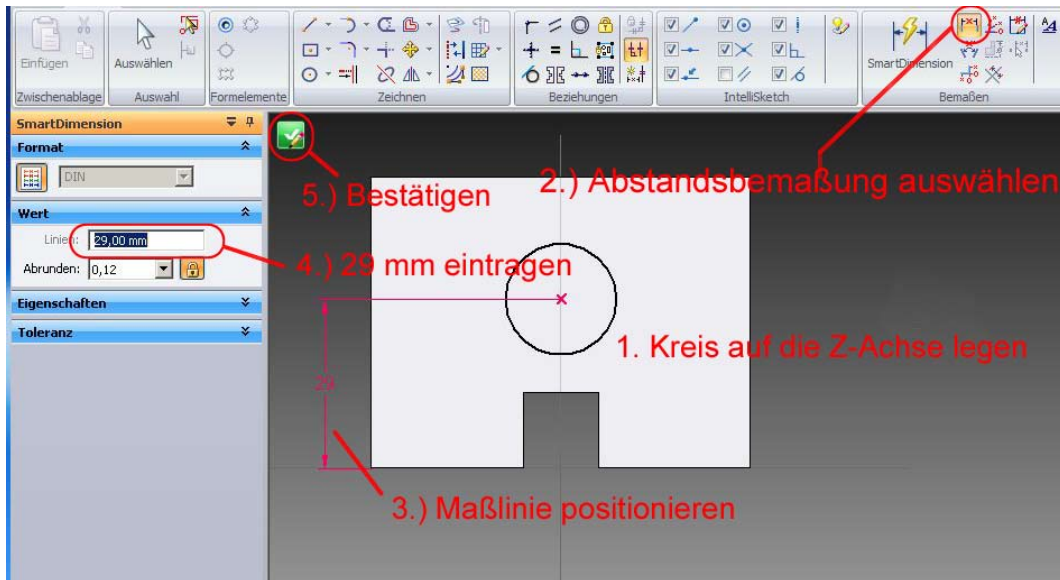 Einfügen
Auswählen
SmartDimension
Zwischenablage
Auswahl
Formelemente
Zeichnen
Beziehungen
IntelliSketch
Bemaßen
SmartDimension
Format
DIN
Wert
Linien: 29,00 mm
Abrunden: 0,12
Eigenschaften
Toleranz
5.) Bestätigen
2.) Abstandsbemaßung auswählen
4.) 29 mm eintragen
1. Kreis auf die Z-Achse legen
29
3.) Maßlinie positionieren